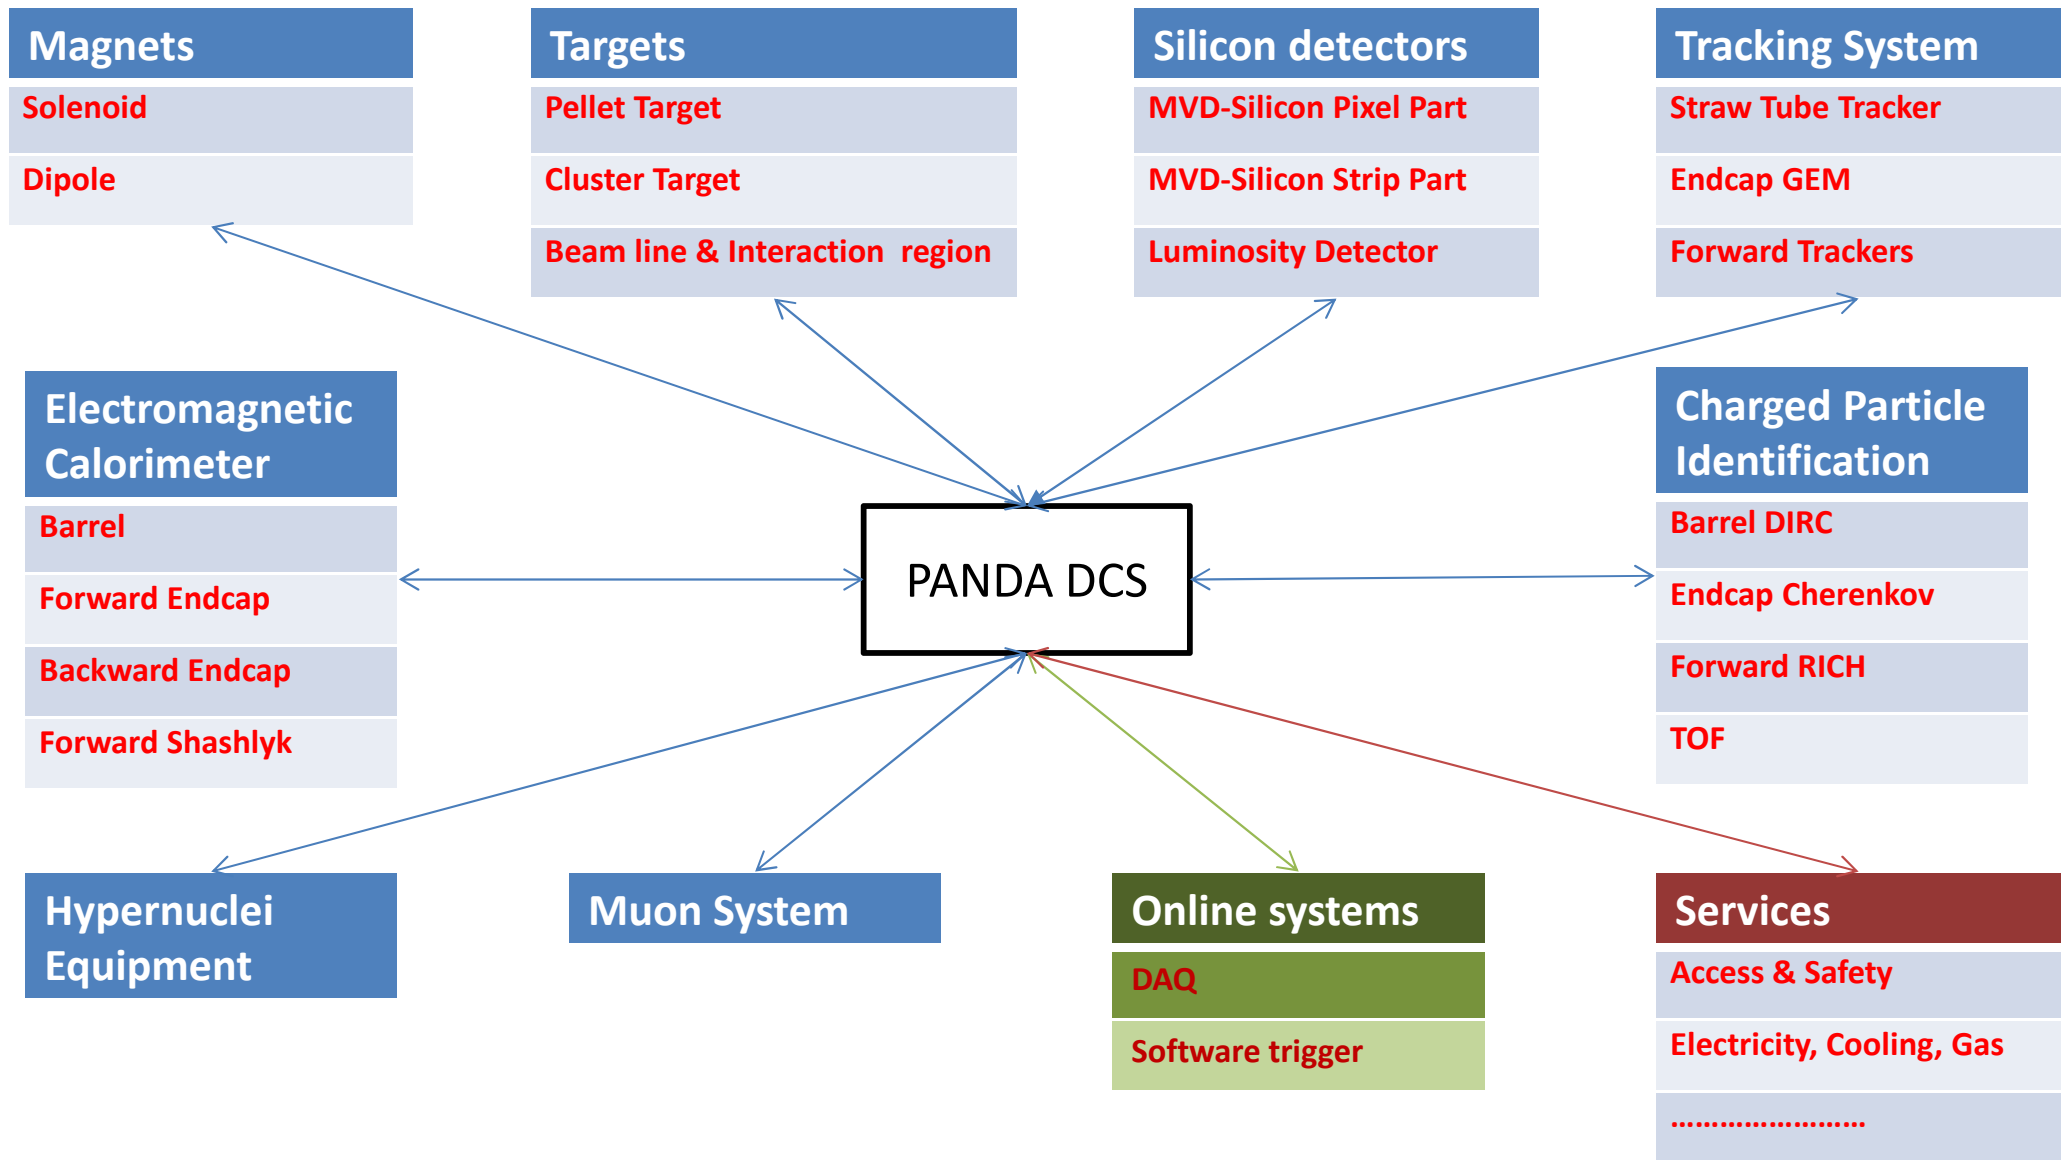 Magnets
Solenoid
Dipole
Targets
Pellet Target
Cluster Target
Beam line & Interaction  region
Silicon detectors
MVD-Silicon Pixel Part
MVD-Silicon Strip Part
Luminosity Detector
Tracking System
Straw Tube Tracker
Endcap GEM
Forward Trackers
Electromagnetic
Calorimeter
Barrel
Forward Endcap
Backward Endcap
Forward Shashlyk
PANDA DCS
Charged Particle
Identification
Barrel DIRC
Endcap Cherenkov
Forward RICH
TOF
Hypernuclei
Equipment
Muon System
Online systems
DAQ
Software trigger
Services
Access & Safety
Electricity, Cooling, Gas
……………………